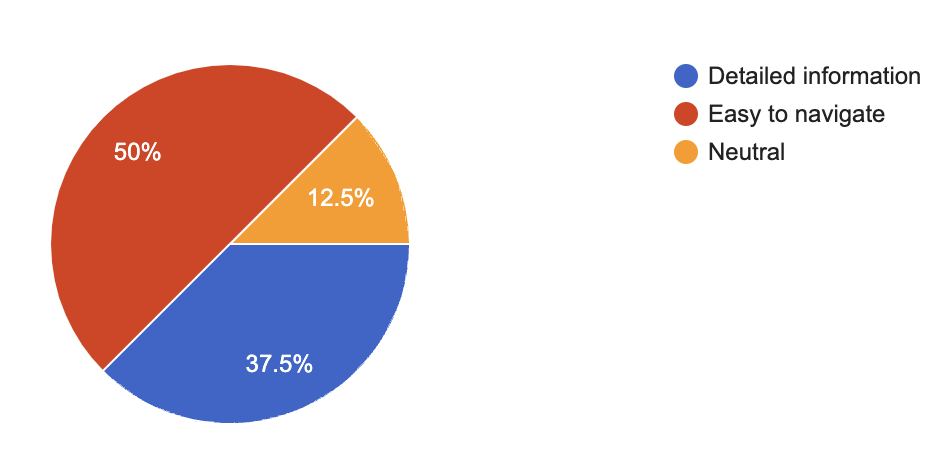 Detailed information
Easy to navigate
Neutral
50%
12.5%
37.5%